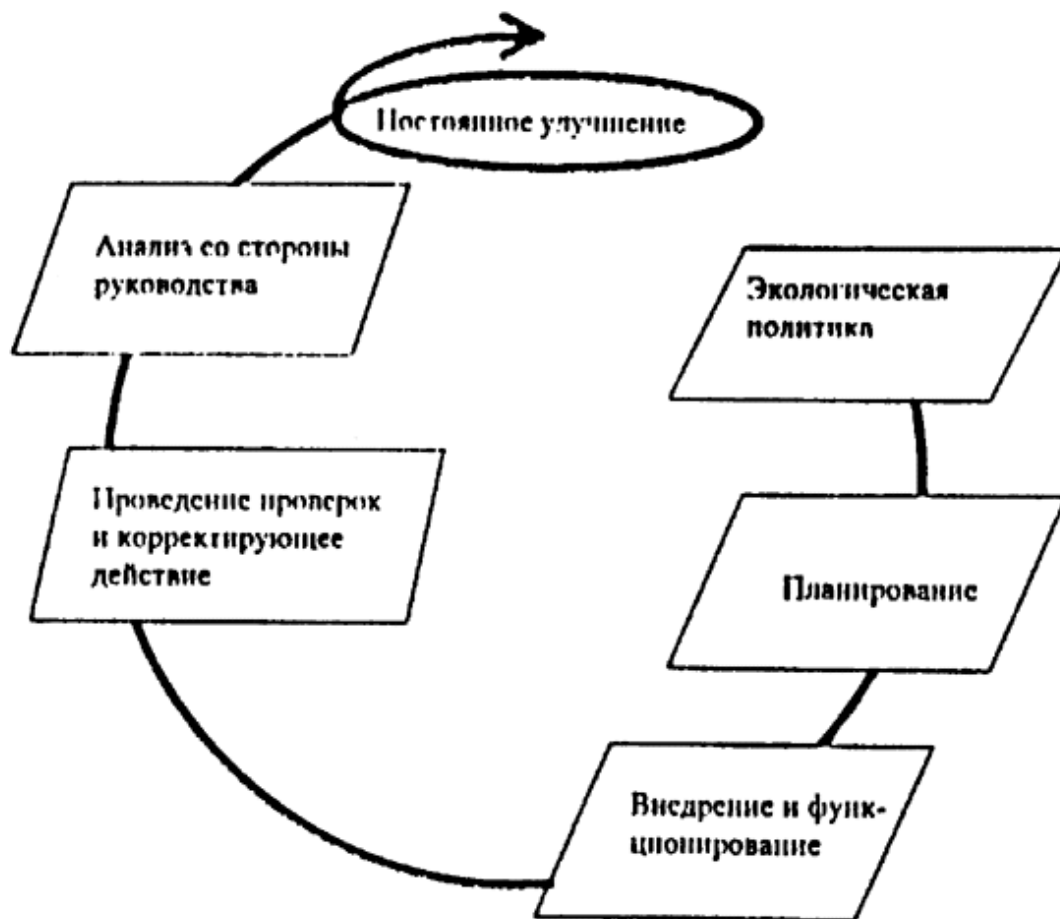 Постоянное улучшение
Анализ со стороны
руководства
Экологическая
политика
Проведение проверок
и корректирующее
действие
Планирование
Внедрение и функ-
ционирование